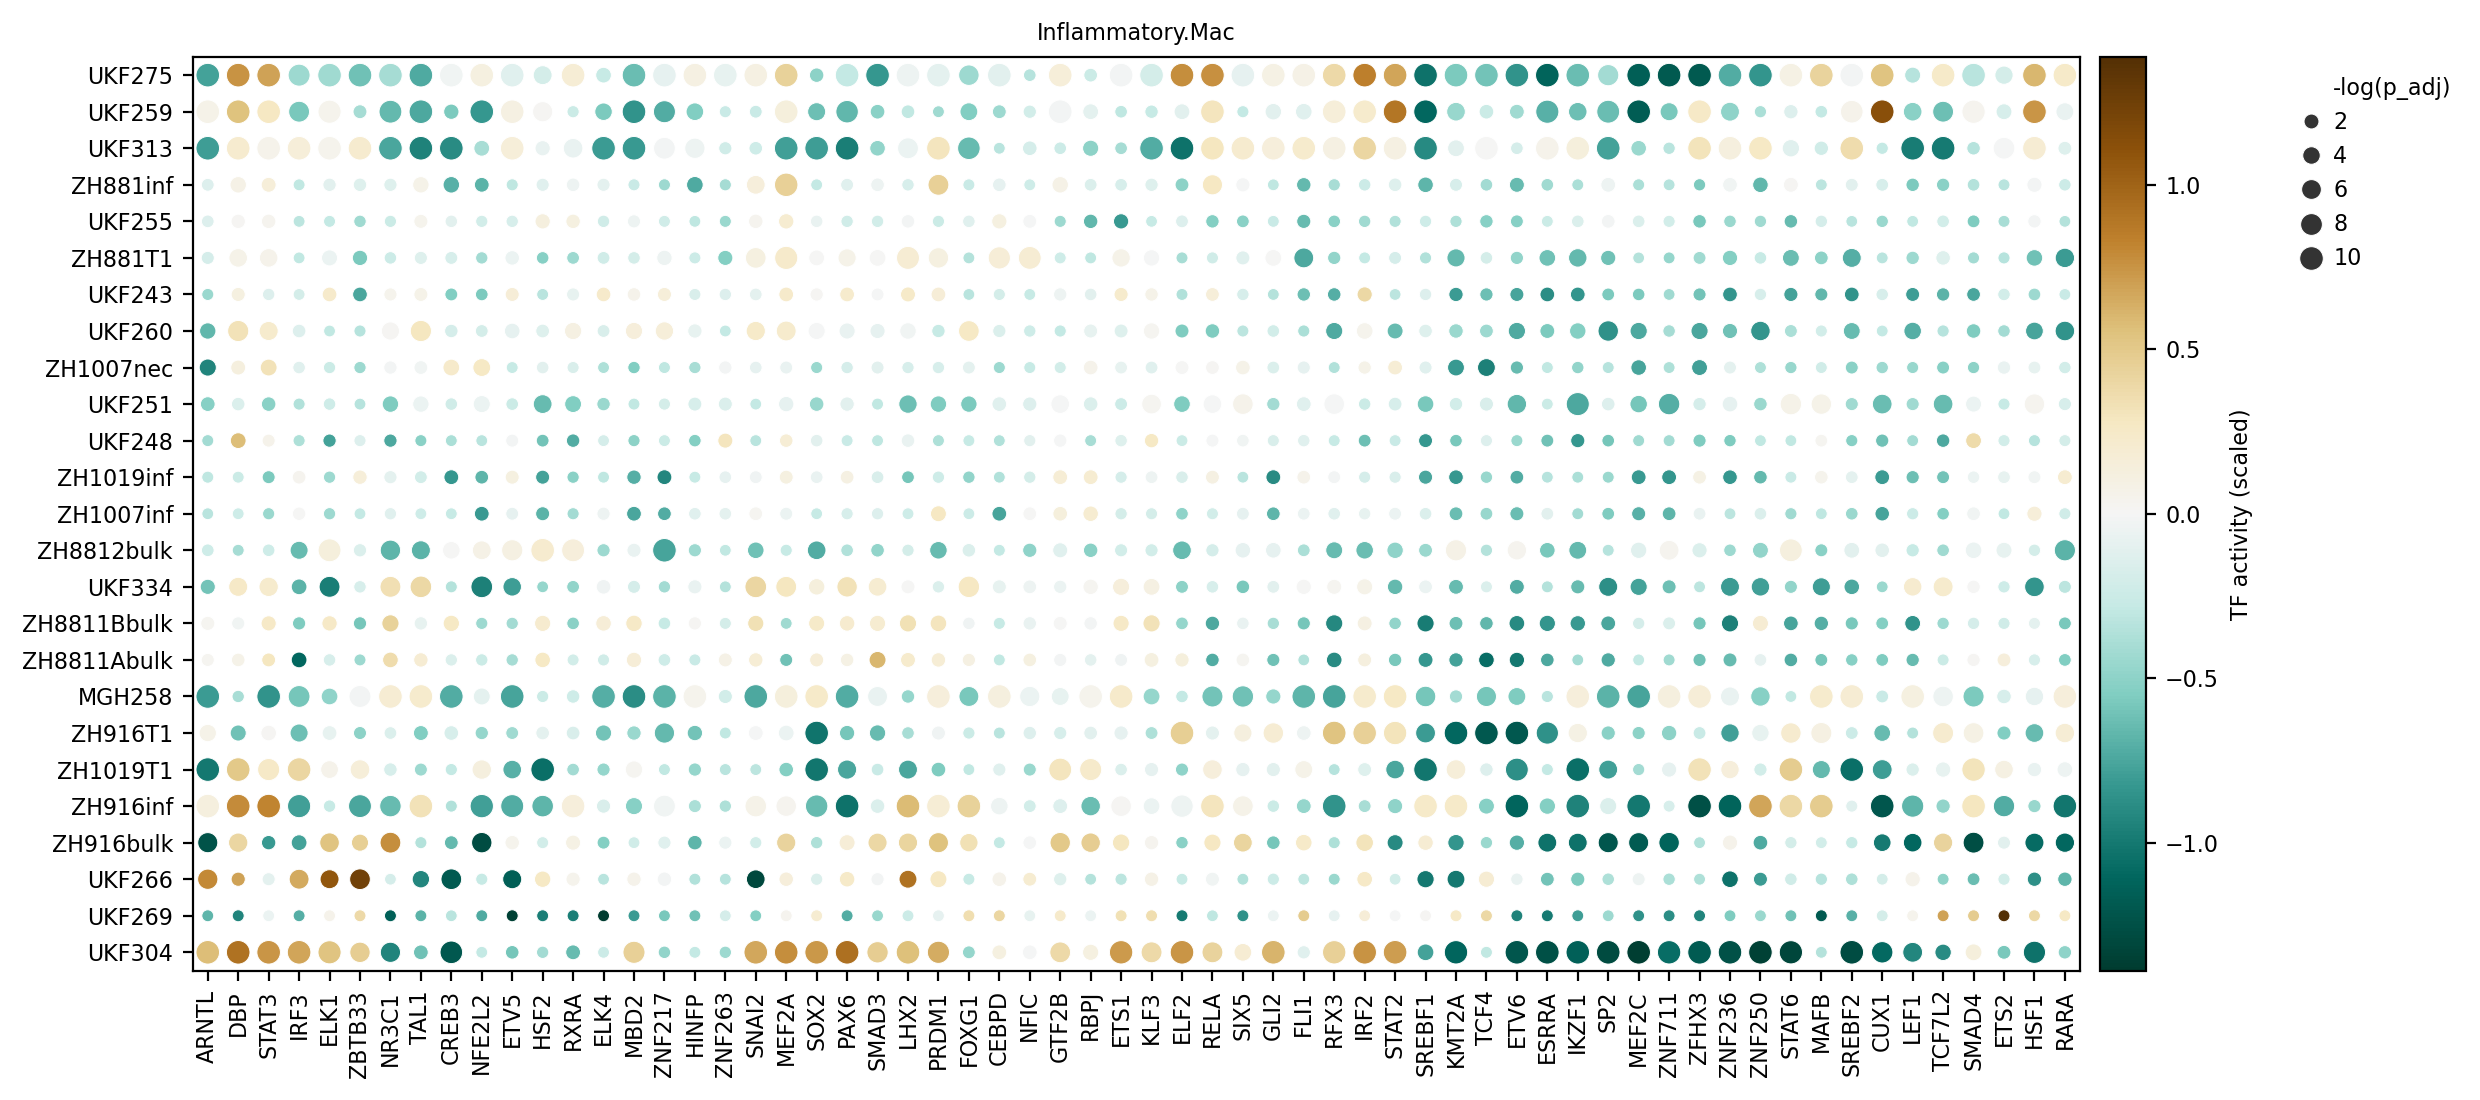 Inflammatory.Mac
UKF275
UKF259
UKF313
ZH881inf
UKF255
ZH881T1
UKF243
UKF260
ZH1007nec
UKF251
UKF248
ZH1019inf
ZH1007inf
ZH8812bulk
UKF334
ZH8811Bbulk
ZH8811Abulk
MGH258
ZH916T1
ZH1019T1
ZH916inf
ZH916bulk
UKF266
UKF269
UKF304
ARNTL
DBP
STAT3
IRF3
ELK1
ZBTB33
NR3C1
TAL1
CREB3
NFE2L2
ETV5
HSF2
RXRA
ELK4
MBD2
ZNF217
HINFP
ZNF263
SNAI2
MEF2A
SOX2
PAX6
SMAD3
LHX2
PRDM1
FOXG1
CEBPD
NFIC
GTF2B
RBPJ
ETS1
KLF3
ELF2
RELA
SIX5
GLI2
FLI1
RFX3
IRF2
STAT2
SREBF1
KMT2A
TCF4
ETV6
ESRRA
IKZF1
SP2
MEF2C
ZNF711
ZFHX3
ZNF236
ZNF250
STAT6
MAFB
SREBF2
CUX1
LEF1
TCF7L2
SMAD4
ETS2
HSF1
RARA
1.0
0.5
0.0
−0.5
−1.0
TF activity (scaled)
-log(p_adj)
2
4
6
8
10